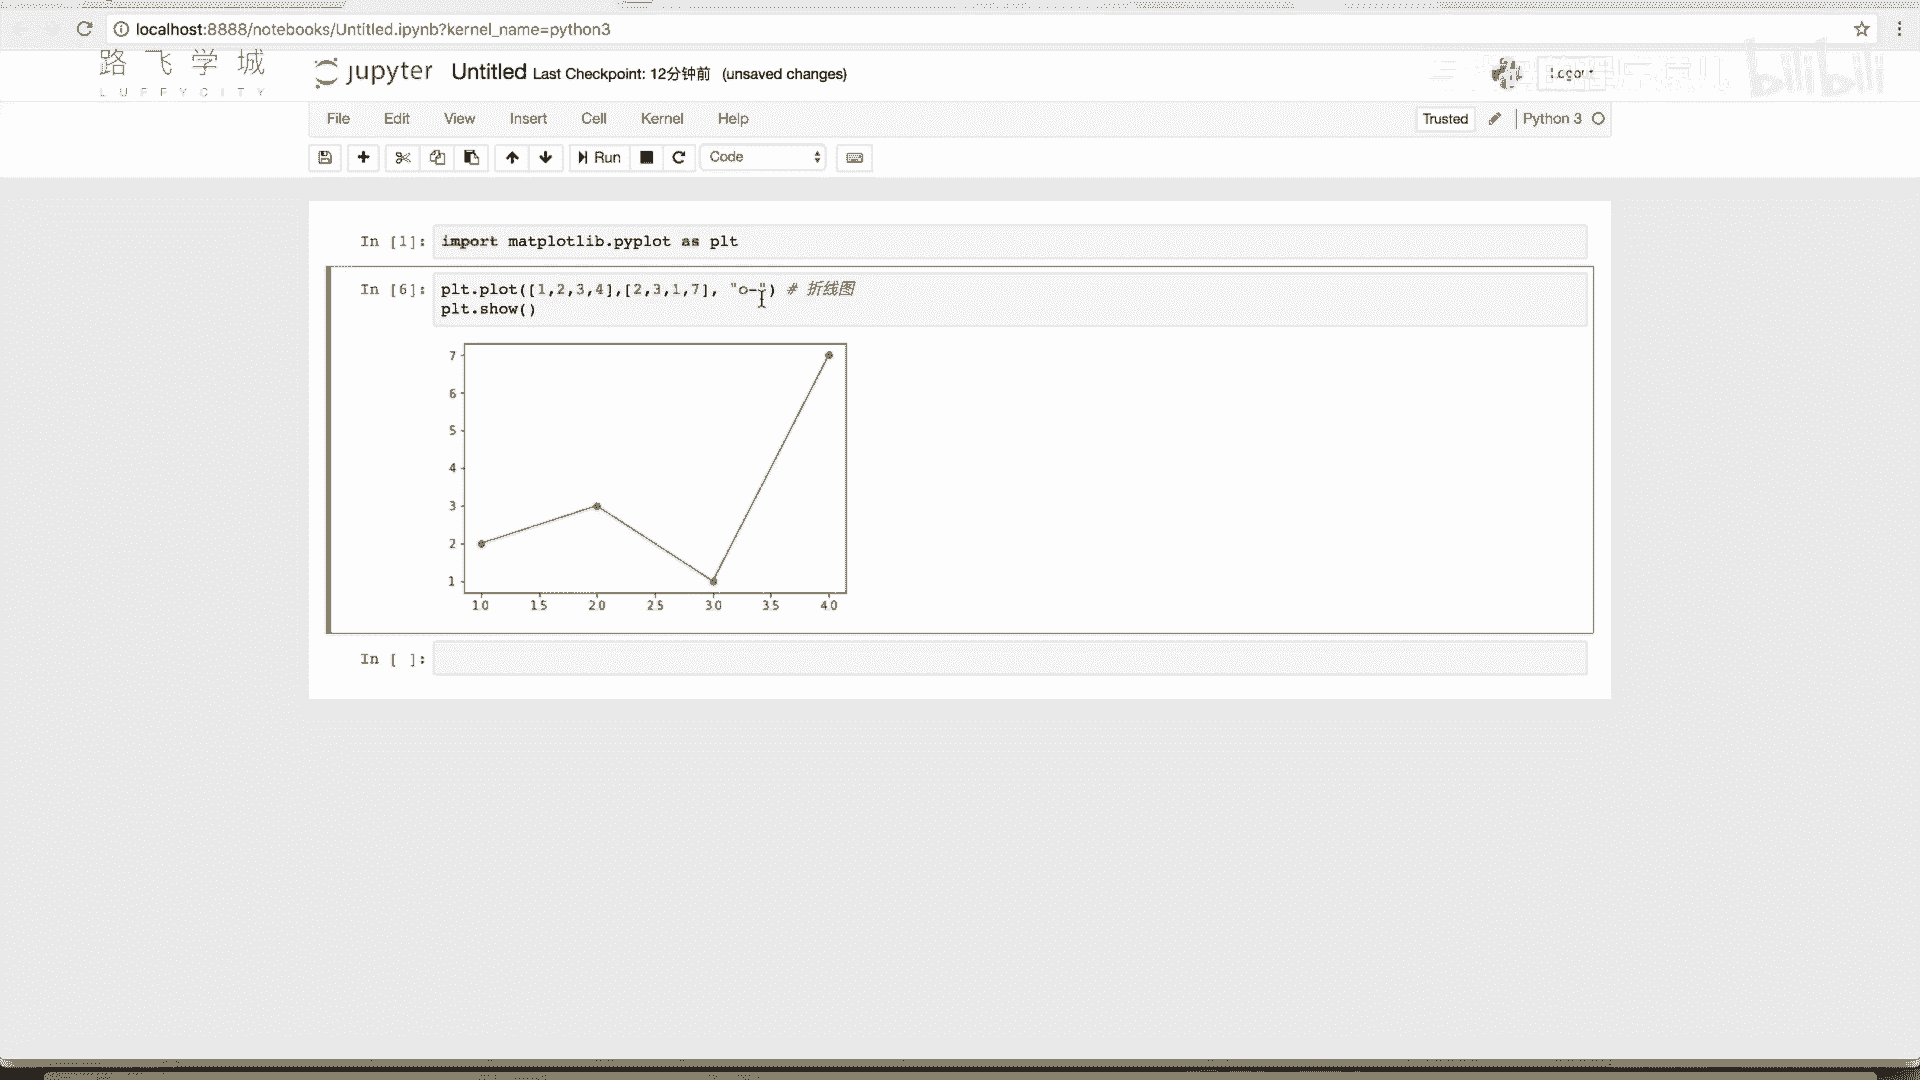 localhost:8888/notebooks/Untitled.ipynb?kernel_name=python3
路飞学城
LUFFYCITY
jupyter Untitled Last Checkpoint: 12分钟前 (unsaved changes)
Logout
bilibili
File Edit View Insert Cell Kernel Help
Trusted
Python 3
Run
Code
In [1]: import matplotlib.pyplot as plt
In [6]: plt.plot([1,2,3,4],[2,3,1,7], "o-") # 折线图
plt.show()
7
6
5
4
3
2
1
1.0 1.5 2.0 2.5 3.0 3.5 4.0
In [ ]: